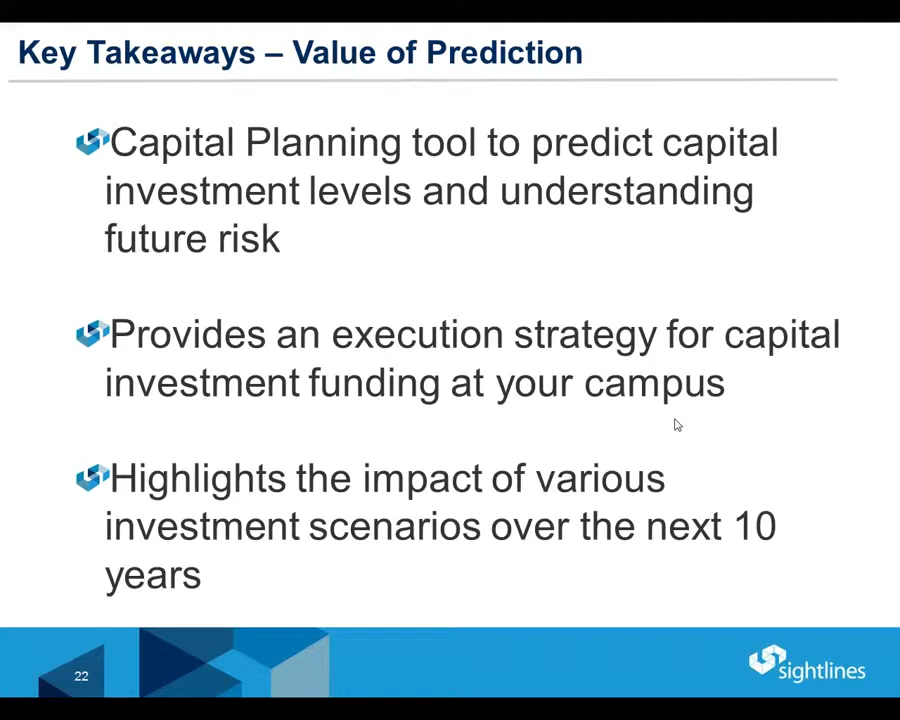 Key Takeaways – Value of Prediction
Capital Planning tool to predict capital
investment levels and understanding
future risk
Provides an execution strategy for capital
investment funding at your campus
Highlights the impact of various
investment scenarios over the next 10
years
22
sightlines